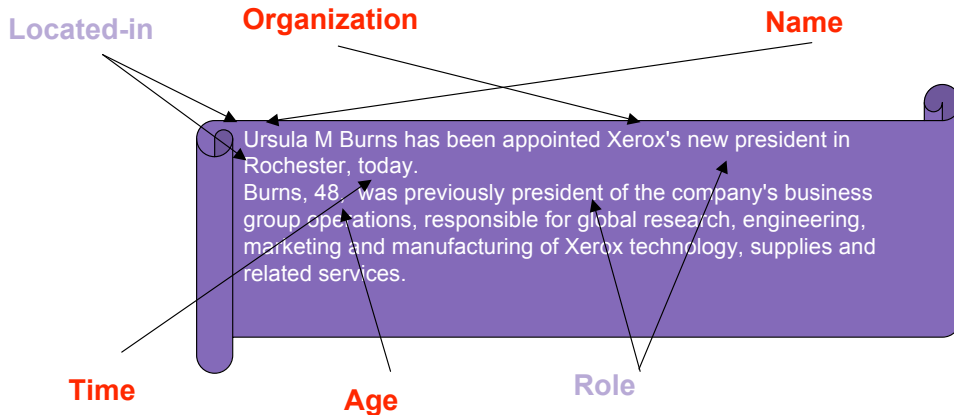 Located-in
Organization
Name
Ursula M Burns has been appointed Xerox's new president in
Rochester, today.
Burns, 48,  was previously president of the company's business
group operations, responsible for global research, engineering,
marketing and manufacturing of Xerox technology, supplies and
related services.
Time
Age
Role